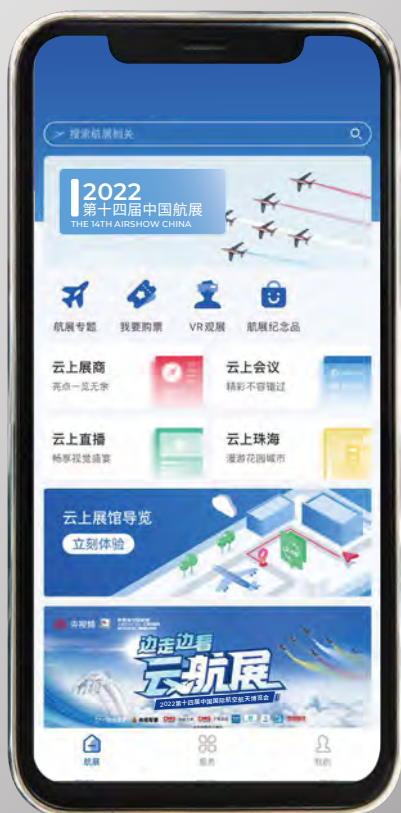 搜索航展相关
2022
第十四届中国航展
THE 14TH AIRSHOW CHINA
航展专题 我要购票 VR观展 航展纪念品
云上展商 云上会议
亮点一览无余 精彩不容错过
云上直播 云上珠海
畅享视觉盛宴 漫游花园城市
云上展馆导览
立刻体验
央视频
边走边看
云航展
2022第十四届中国国际航空航天博览会
航展 服务 我的